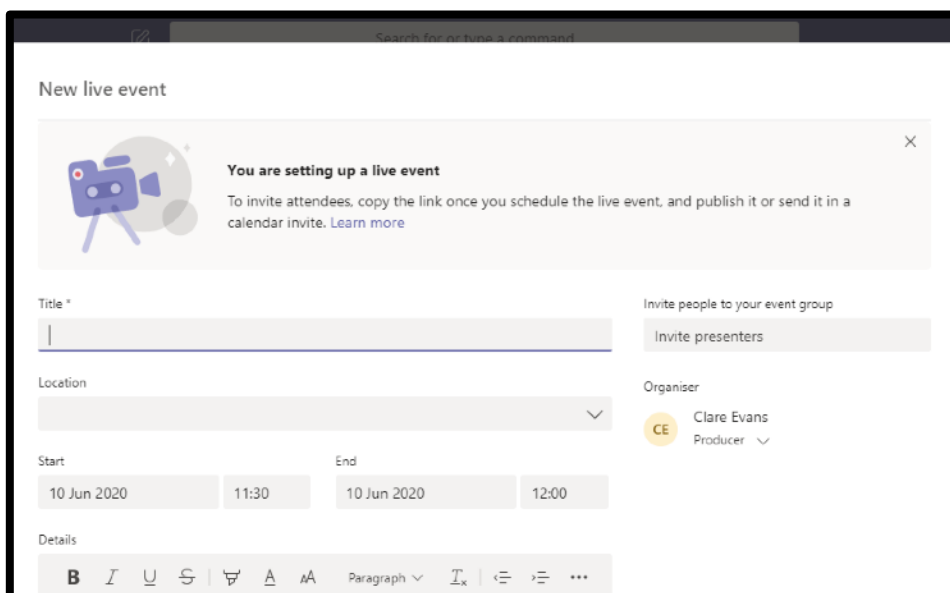 Search for or type a command
New live event
You are setting up a live event
To invite attendees, copy the link once you schedule the live event, and publish it or send it in a
calendar invite. Learn more
Title *
Invite people to your event group
Invite presenters
Location
Organiser
CE
Clare Evans
Producer
Start
End
10 Jun 2020
11:30
10 Jun 2020
12:00
Details
B I U S A AA Paragraph Tx